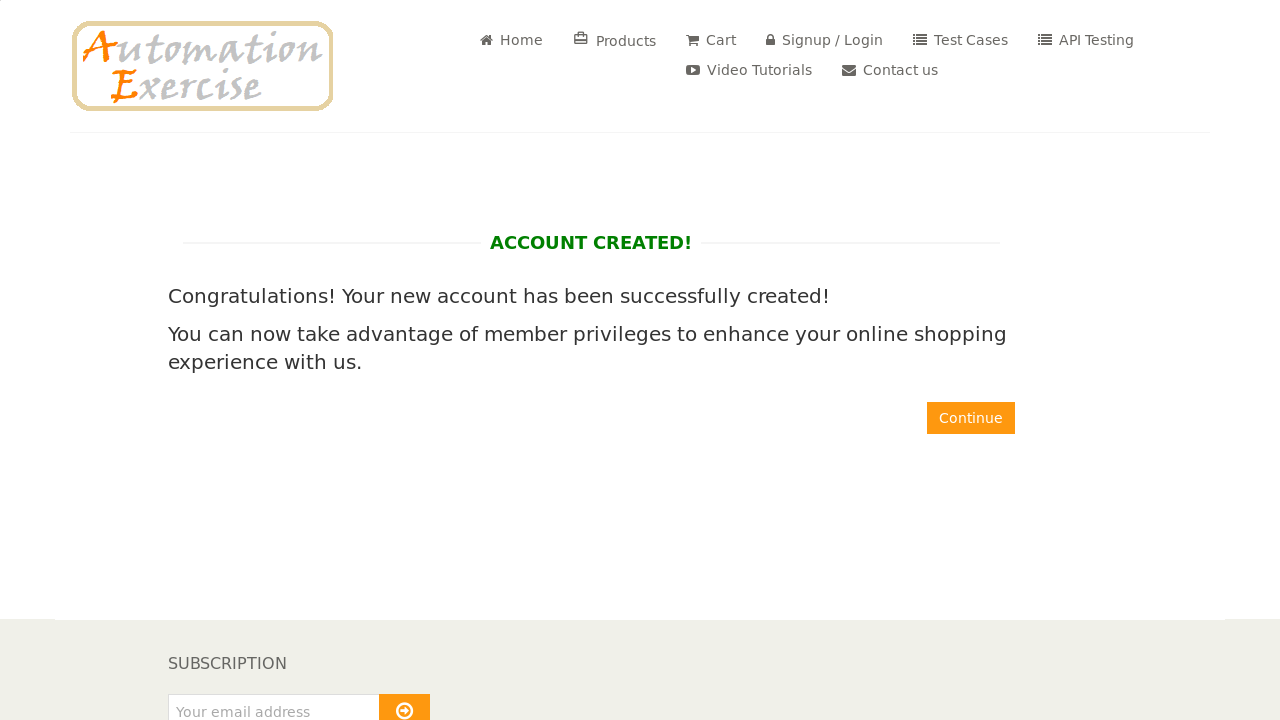 Automation
Exercise
Home Products Cart Signup / Login Test Cases API Testing
Video Tutorials Contact us
ACCOUNT CREATED!
Congratulations! Your new account has been successfully created!
You can now take advantage of member privileges to enhance your online shopping
experience with us.
Continue
SUBSCRIPTION
Your email address